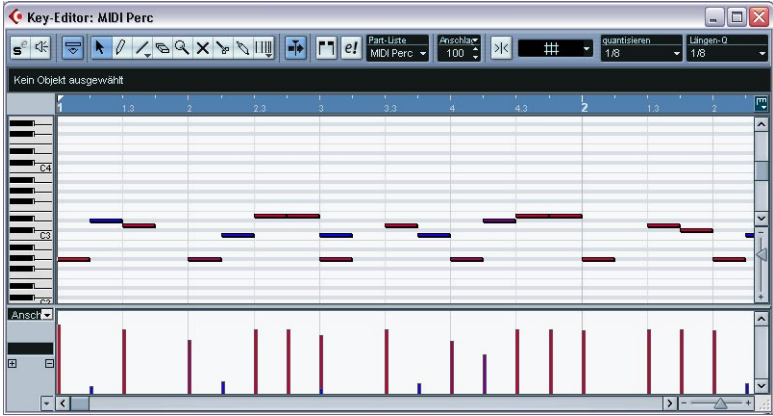 Key-Editor: MIDI Perc
Part-Liste Anschlag quantisieren Längen-Q
MIDI Perc 100 1/8 1/8
Kein Objekt ausgewählt
1 1.3 2 2.3 3 3.3 4 4.3 2 1.3 2
C4
C3
C2
Ansch